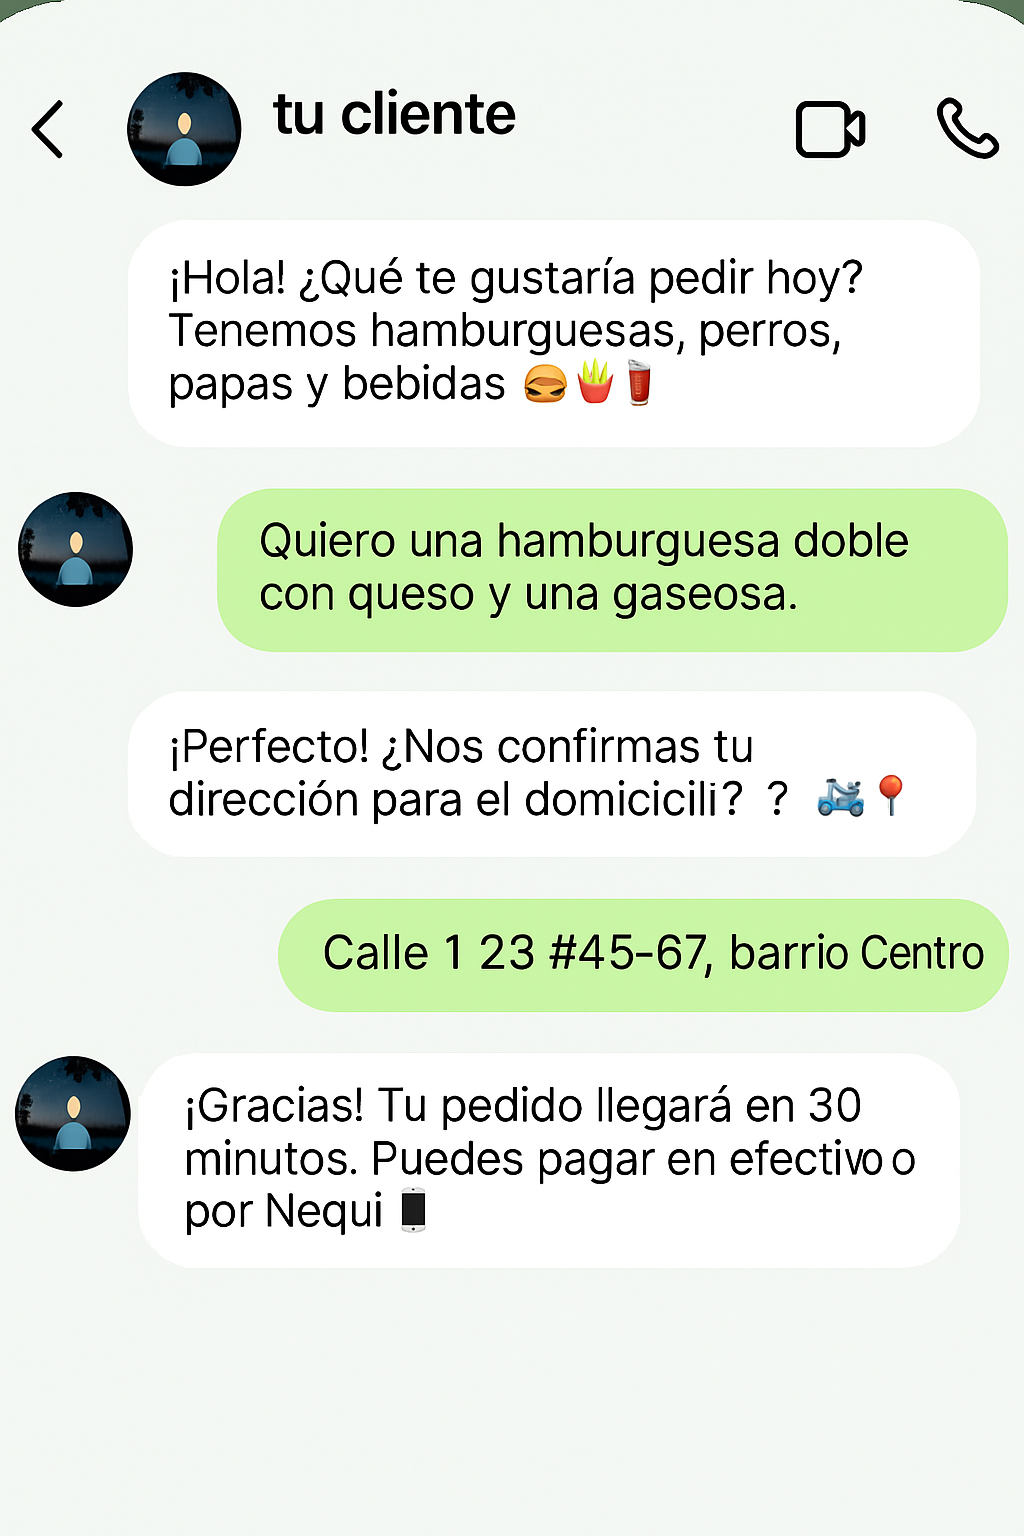 tu cliente
¡Hola! ¿Qué te gustaría pedir hoy?
Tenemos hamburguesas, perros,
papas y bebidas 🍔🍟🥤
Quiero una hamburguesa doble
con queso y una gaseosa.
¡Perfecto! ¿Nos confirmas tu
dirección para el domicicili? ? 🛵📍
Calle 1 23 #45-67, barrio Centro
¡Gracias! Tu pedido llegará en 30
minutos. Puedes pagar en efectivo o
por Nequi 📱